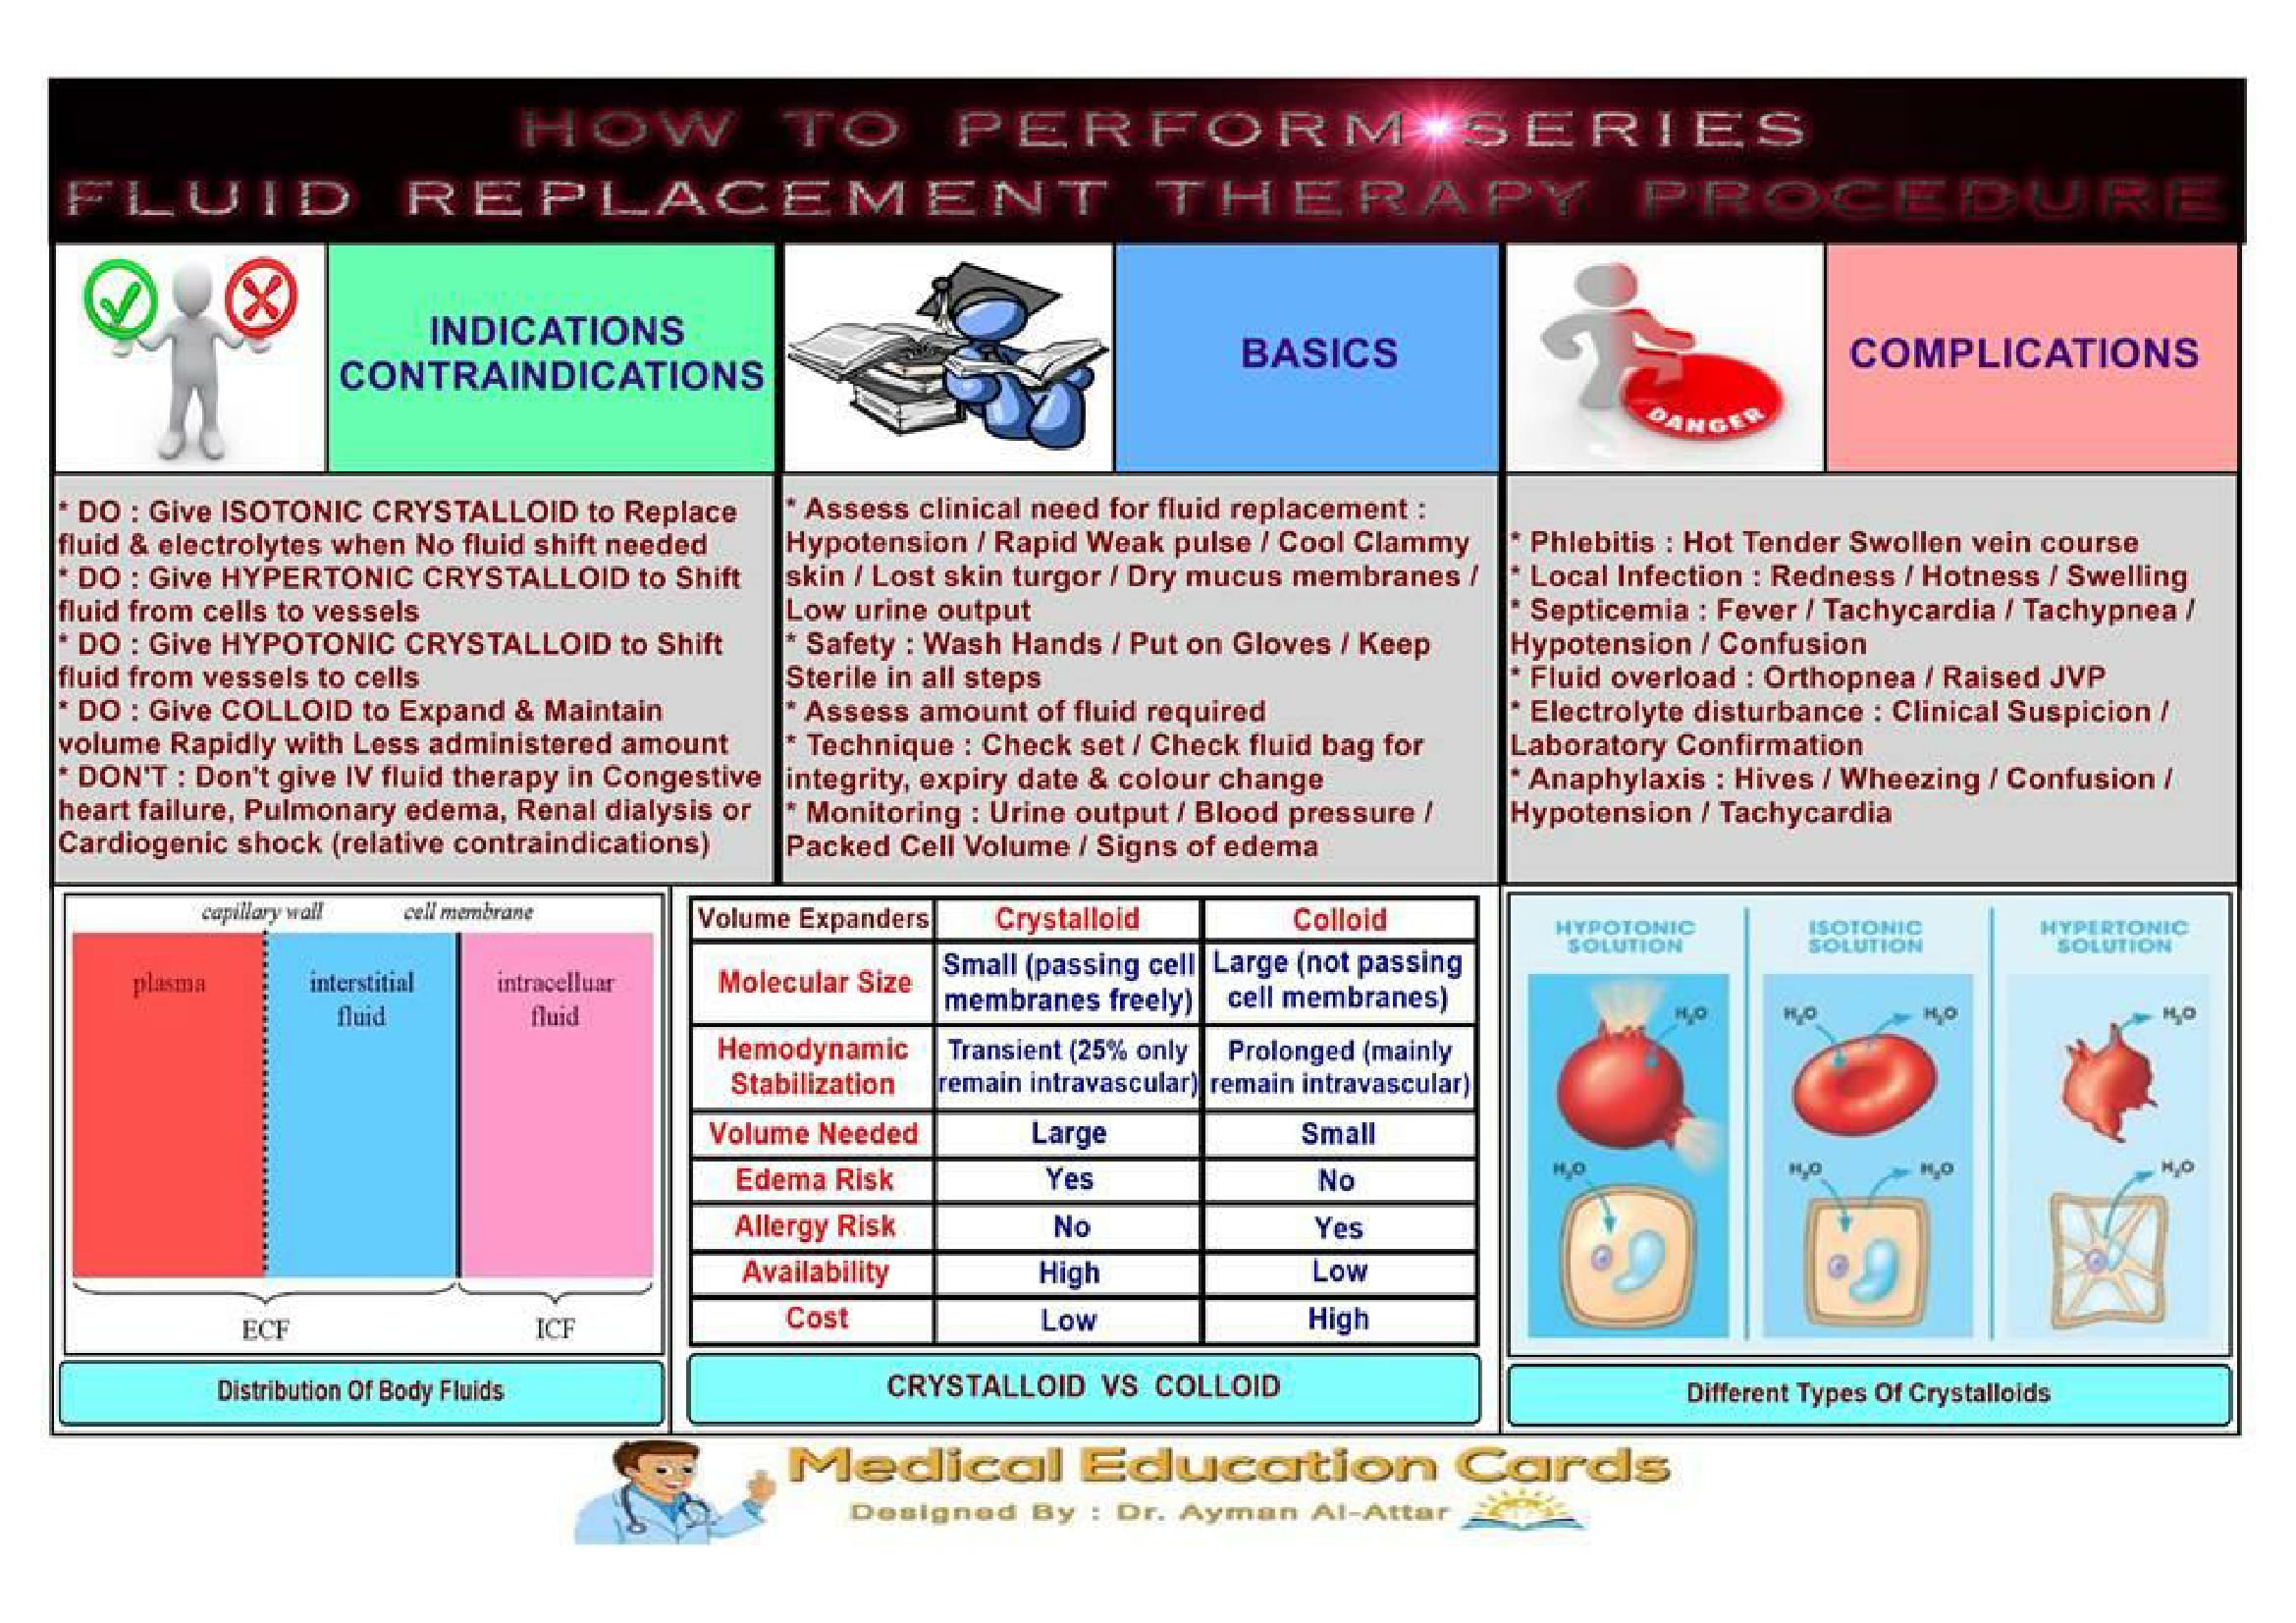 HOW TO PERFORM SERIES
FLUID REPLACEMENT THERAPY PROCEDURE
INDICATIONS
CONTRAINDICATIONS
* DO : Give ISOTONIC CRYSTALLOID to Replace
fluid & electrolytes when No fluid shift needed
* DO : Give HYPERTONIC CRYSTALLOID to Shift
fluid from cells to vessels
* DO : Give HYPOTONIC CRYSTALLOID to Shift
fluid from vessels to cells
* DO : Give COLLOID to Expand & Maintain
volume Rapidly with Less administered amount
* DON'T : Don't give IV fluid therapy in Congestive
heart failure, Pulmonary edema, Renal dialysis or
Cardiogenic shock (relative contraindications)
BASICS
* Assess clinical need for fluid replacement :
Hypotension / Rapid Weak pulse / Cool Clammy
skin / Lost skin turgor / Dry mucus membranes /
Low urine output
* Safety : Wash Hands / Put on Gloves / Keep
Sterile in all steps
* Assess amount of fluid required
* Technique : Check set / Check fluid bag for
integrity, expiry date & colour change
* Monitoring : Urine output / Blood pressure /
Packed Cell Volume / Signs of edema
DANGER
COMPLICATIONS
* Phlebitis : Hot Tender Swollen vein course
* Local Infection : Redness / Hotness / Swelling
* Septicemia : Fever / Tachycardia / Tachypnea /
Hypotension / Confusion
* Fluid overload : Orthopnea / Raised JVP
* Electrolyte disturbance : Clinical Suspicion /
Laboratory Confirmation
* Anaphylaxis : Hives / Wheezing / Confusion /
Hypotension / Tachycardia
capillary wall cell membrane
plasma interstitial intracelluar
fluid fluid
ECF ICF
Distribution Of Body Fluids
Volume Expanders Crystalloid Colloid
Molecular Size Small (passing cell membranes freely) Large (not passing cell membranes)
Hemodynamic Stabilization Transient (25% only remain intravascular) Prolonged (mainly remain intravascular)
Volume Needed Large Small
Edema Risk Yes No
Allergy Risk No Yes
Availability High Low
Cost Low High
CRYSTALLOID VS COLLOID
HYPOTONIC SOLUTION ISOTONIC SOLUTION HYPERTONIC SOLUTION
H₂O H₂O H₂O H₂O
H₂O H₂O H₂O H₂O
Different Types Of Crystalloids
Medical Education Cards
Designed By : Dr. Ayman Al-Attar